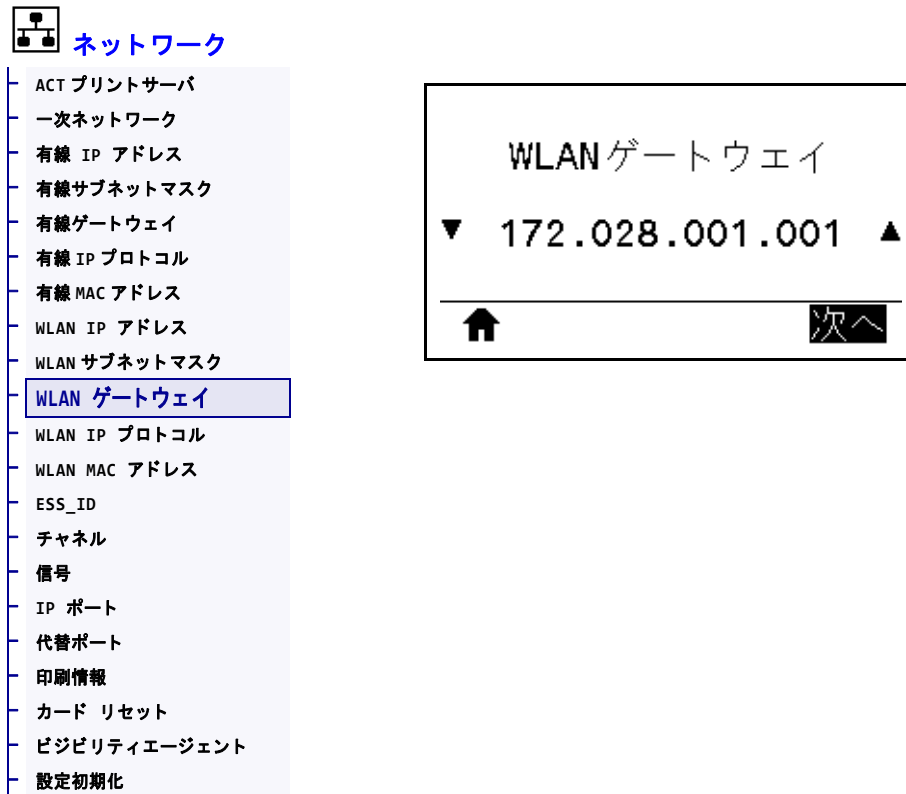 ネットワーク
ACT プリントサーバ
一次ネットワーク
有線 IP アドレス
有線サブネットマスク
有線ゲートウェイ
有線 IP プロトコル
有線 MAC アドレス
WLAN IP アドレス
WLAN サブネットマスク
WLAN ゲートウェイ
WLAN IP プロトコル
WLAN MAC アドレス
ESS_ID
チャネル
信号
IP ポート
代替ポート
印刷情報
カード リセット
ビジビリティエージェント
設定初期化
WLANゲートウェイ
▼ 172.028.001.001 ▲
次へ